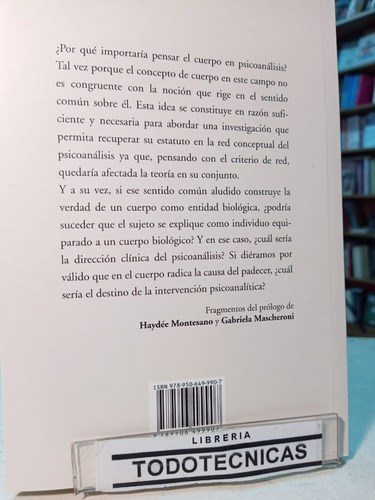 ¿Por qué importaría pensar el cuerpo en psicoanálisis?
Tal vez porque el concepto de cuerpo en este campo no
es congruente con la noción que rige en el sentido
común sobre él. Esta idea se constituye en razón sufi-
ciente y necesaria para abordar una investigación que
permita recuperar su estatuto en la red conceptual del
psicoanálisis ya que, pensando con el criterio de red,
quedaría afectada la teoría en su conjunto.
Y a su vez, si ese sentido común aludido construye la
verdad de un cuerpo como entidad biológica, ¿podría
suceder que el sujeto se explique como individuo equi-
parado a un cuerpo biológico? Y en ese caso, ¿cuál sería
la dirección clínica del psicoanálisis? Si diéramos por
válido que en el cuerpo radica la causa del padecer, ¿cuál
sería el destino de la intervención psicoanalítica?
Fragmentos del prólogo de
Haydée Montesano y Gabriela Mascheroni
ISBN 978-950-649-990-7
9789506499907
LIBRERIA
TODOTECNICAS